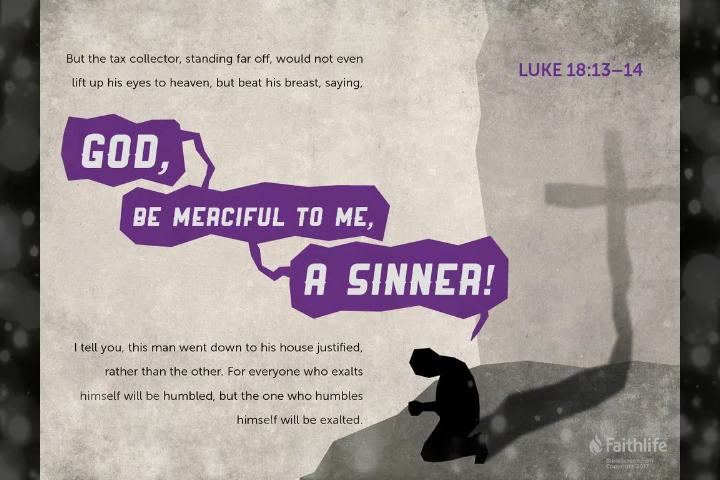 But the tax collector, standing far off, would not even
lift up his eyes to heaven, but beat his breast, saying,
LUKE 18:13–14
GOD,
BE MERCIFUL TO ME,
A SINNER!
I tell you, this man went down to his house justified,
rather than the other. For everyone who exalts
himself will be humbled, but the one who humbles
himself will be exalted.
Faithlife
Copyright 2017